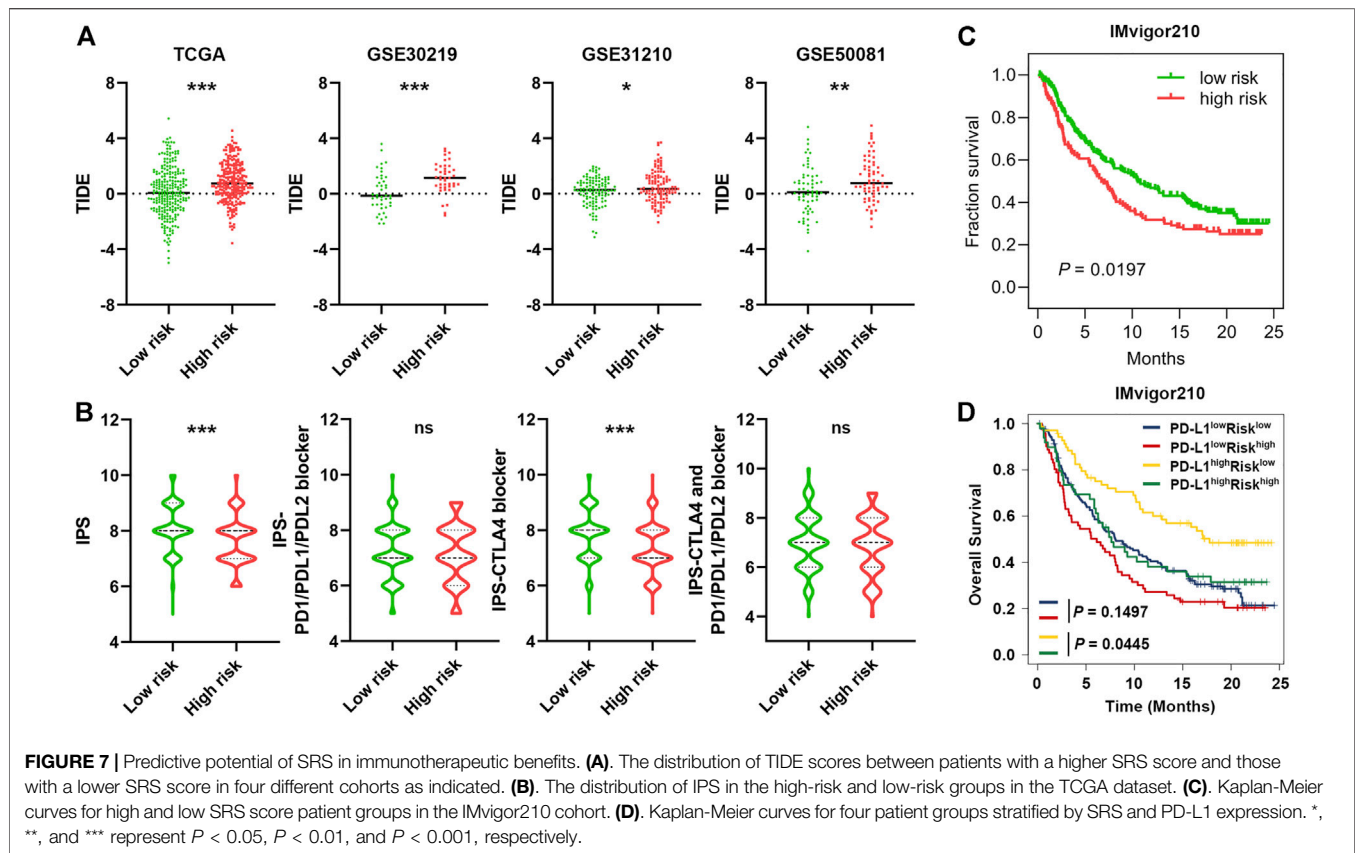 A
TCGA
GSE30219
GSE31210
GSE50081
***
***
*
**
TIDE
8
4
0
-4
-8
Low risk
High risk
TIDE
8
4
0
-4
-8
Low risk
High risk
TIDE
8
4
0
-4
-8
Low risk
High risk
TIDE
8
4
0
-4
-8
Low risk
High risk
C
IMvigor210
low risk
high risk
Fraction survival
1.0
0.8
0.6
0.4
0.2
0.0
P = 0.0197
0 5 10 15 20 25
Months
B
IPS
12
10
8
6
4
***
Low risk
High risk
IPS-
PD1/PDL1/PDL2 blocker
12
10
8
6
4
ns
Low risk
High risk
IPS-CTLA4 blocker
12
10
8
6
4
***
Low risk
High risk
IPS-CTLA4 and
PD1/PDL1/PDL2 blocker
12
10
8
6
4
ns
Low risk
High risk
D
IMvigor210
PD-L1lowRisklow
PD-L1lowRiskhigh
PD-L1highRisklow
PD-L1highRiskhigh
Overall Survival
1.0
0.8
0.6
0.4
0.2
0.0
P = 0.1497
P = 0.0445
0 5 10 15 20 25
Time (Months)
FIGURE 7 | Predictive potential of SRS in immunotherapeutic benefits. (A). The distribution of TIDE scores between patients with a higher SRS score and those
with a lower SRS score in four different cohorts as indicated. (B). The distribution of IPS in the high-risk and low-risk groups in the TCGA dataset. (C). Kaplan-Meier
curves for high and low SRS score patient groups in the IMvigor210 cohort. (D). Kaplan-Meier curves for four patient groups stratified by SRS and PD-L1 expression. *,
**, and *** represent P < 0.05, P < 0.01, and P < 0.001, respectively.